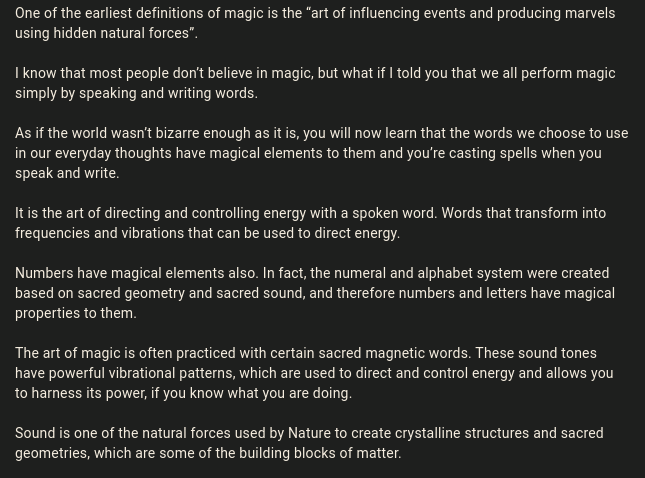 One of the earliest definitions of magic is the “art of influencing events and producing marvels
using hidden natural forces”.
I know that most people don’t believe in magic, but what if I told you that we all perform magic
simply by speaking and writing words.
As if the world wasn’t bizarre enough as it is, you will now learn that the words we choose to use
in our everyday thoughts have magical elements to them and you’re casting spells when you
speak and write.
It is the art of directing and controlling energy with a spoken word. Words that transform into
frequencies and vibrations that can be used to direct energy.
Numbers have magical elements also. In fact, the numeral and alphabet system were created
based on sacred geometry and sacred sound, and therefore numbers and letters have magical
properties to them.
The art of magic is often practiced with certain sacred magnetic words. These sound tones
have powerful vibrational patterns, which are used to direct and control energy and allows you
to harness its power, if you know what you are doing.
Sound is one of the natural forces used by Nature to create crystalline structures and sacred
geometries, which are some of the building blocks of matter.